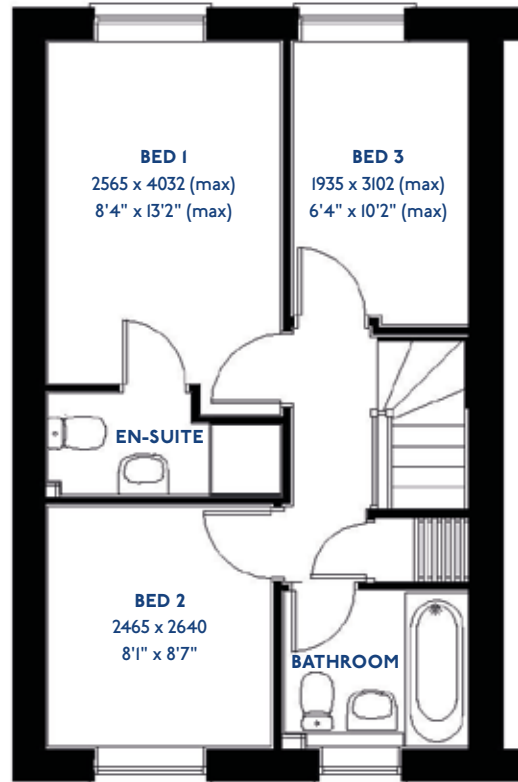 BED 1
2565 x 4032 (max)
8'4" x 13'2" (max)
BED 3
1935 x 3102 (max)
6'4" x 10'2" (max)
EN-SUITE
BED 2
2465 x 2640
8'1" x 8'7"
BATHROOM